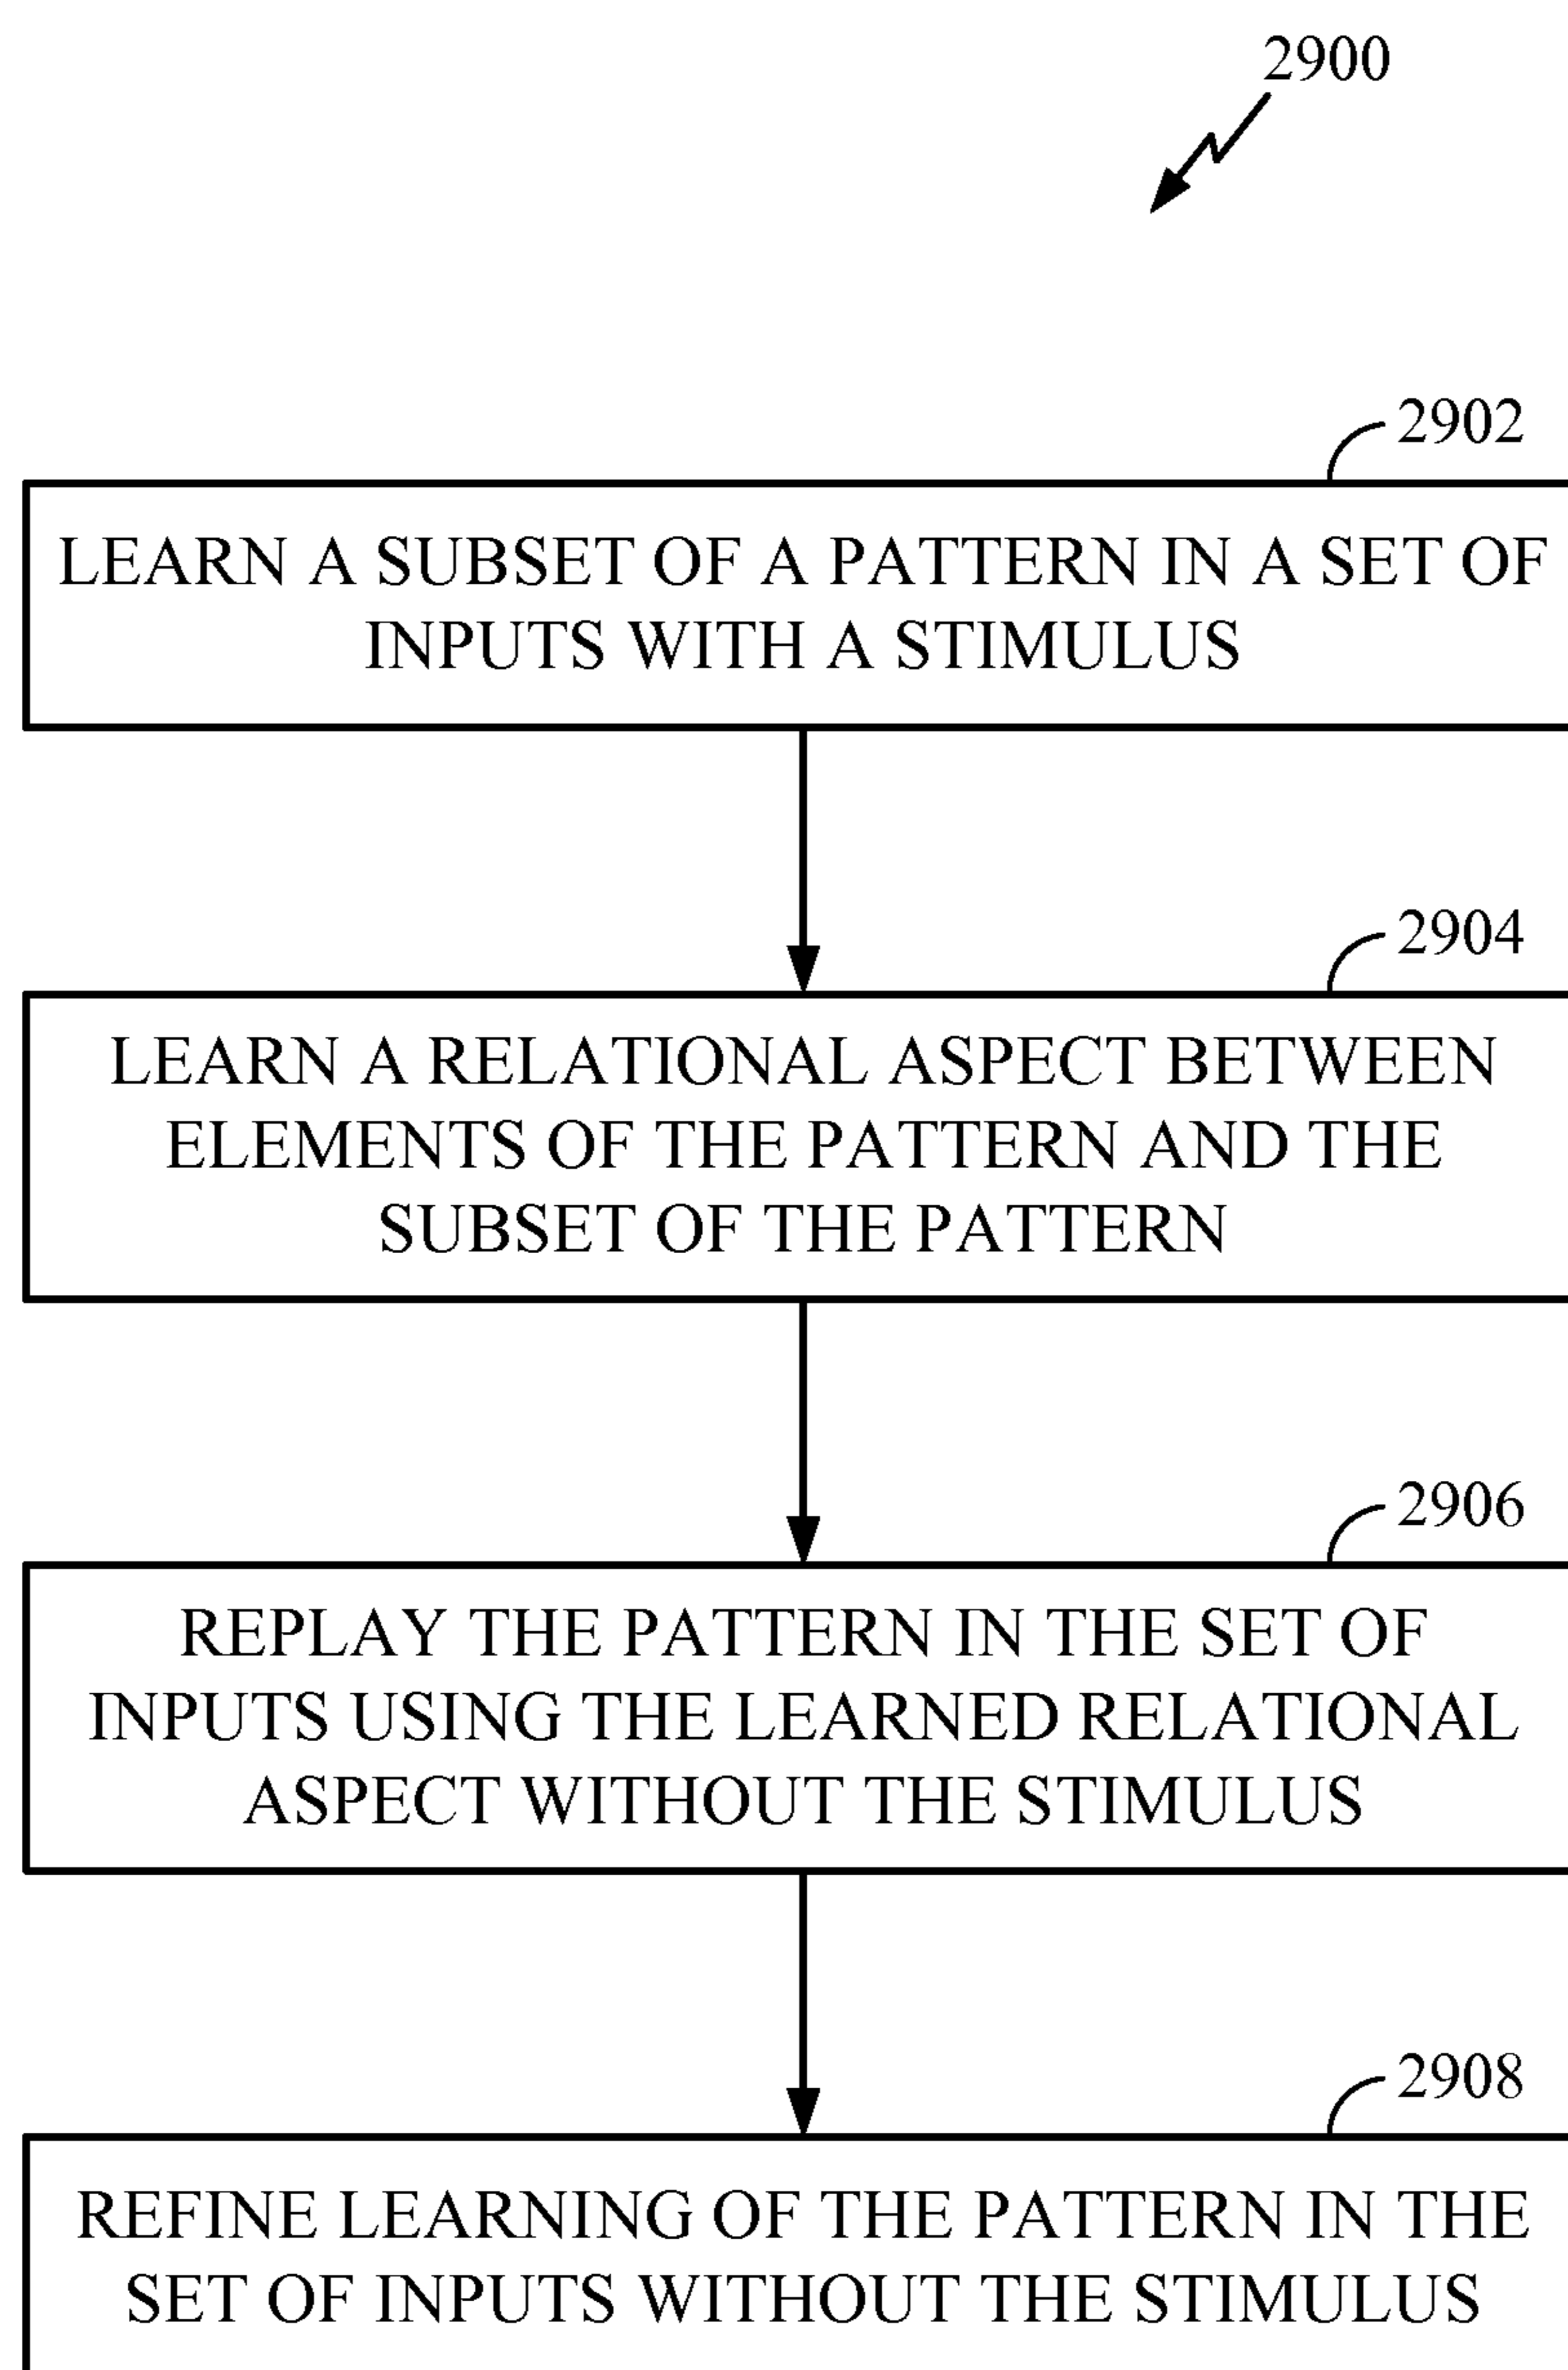 2900
2902
LEARN A SUBSET OF A PATTERN IN A SET OF
INPUTS WITH A STIMULUS
2904
LEARN A RELATIONAL ASPECT BETWEEN
ELEMENTS OF THE PATTERN AND THE
SUBSET OF THE PATTERN
2906
REPLAY THE PATTERN IN THE SET OF
INPUTS USING THE LEARNED RELATIONAL
ASPECT WITHOUT THE STIMULUS
2908
REFINE LEARNING OF THE PATTERN IN THE
SET OF INPUTS WITHOUT THE STIMULUS